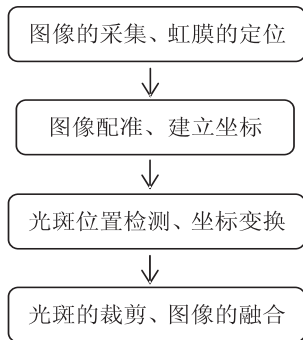 图像的采集、虹膜的定位
图像配准、建立坐标
光斑位置检测、坐标变换
光斑的裁剪、图像的融合